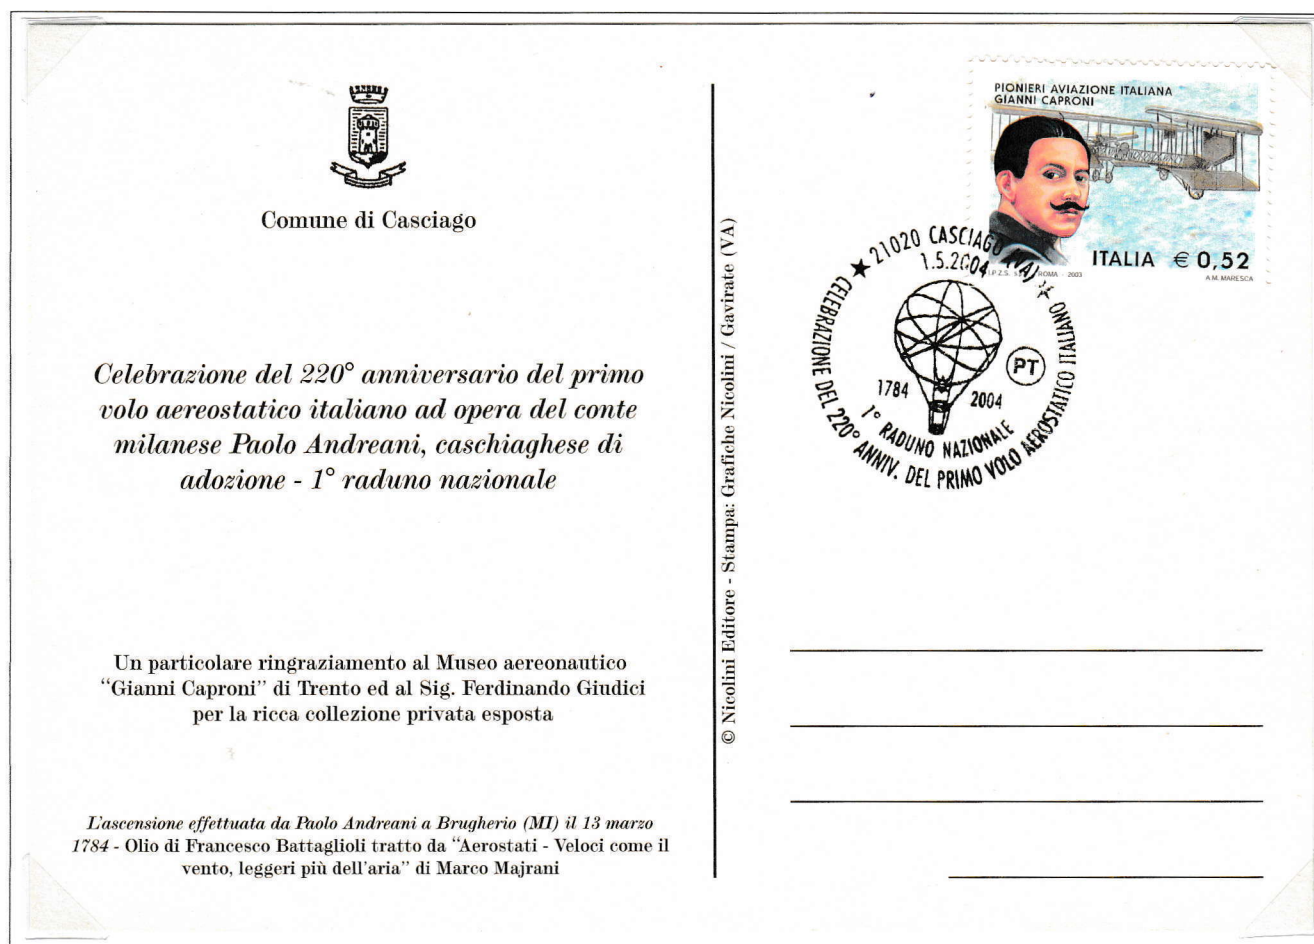 Comune di Casciago
Celebrazione del 220° anniversario del primo
volo aereostatico italiano ad opera del conte
milanese Paolo Andreani, caschiaghese di
adozione - 1° raduno nazionale
Un particolare ringraziamento al Museo aereonautico
“Gianni Caproni” di Trento ed al Sig. Ferdinando Giudici
per la ricca collezione privata esposta
L'ascensione effettuata da Paolo Andreani a Brugherio (MI) il 13 marzo
1784 - Olio di Francesco Battaglioli tratto da “Aerostati - Veloci come il
vento, leggeri più dell'aria” di Marco Majrani
© Nicolini Editore - Stampa: Grafiche Nicolini / Gavirate (VA)
PIONIERI AVIAZIONE ITALIANA
GIANNI CAPRONI
ITALIA € 0,52
I.P.Z.S. ROMA - 2003
A.M. MARESCA
21020 CASCIAGO (VA)
1.5.2004
PT
1784 2004
1° RADUNO NAZIONALE
CELEBRAZIONE DEL 220° ANNIV. DEL PRIMO VOLO AEROSTATICO ITALIANO